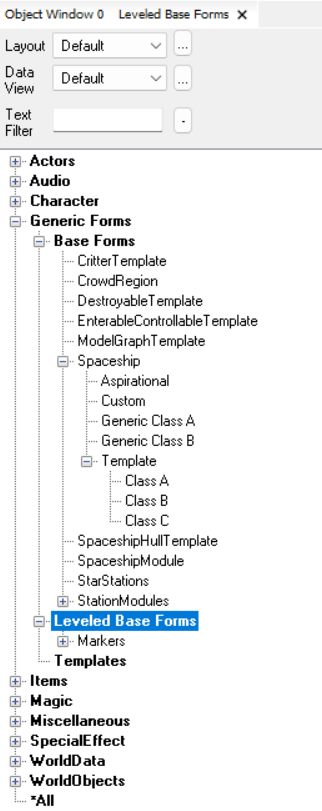 Object Window 0 Leveled Base Forms X
Layout Default ...
Data View Default ...
Text Filter -
Actors
Audio
Character
Generic Forms
Base Forms
CritterTemplate
CrowdRegion
DestroyableTemplate
EnterableControllableTemplate
ModelGraphTemplate
Spaceship
Aspirational
Custom
Generic Class A
Generic Class B
Template
Class A
Class B
Class C
SpaceshipHullTemplate
SpaceshipModule
StarStations
StationModules
Leveled Base Forms
Markers
Templates
Items
Magic
Miscellaneous
SpecialEffect
WorldData
WorldObjects
*All